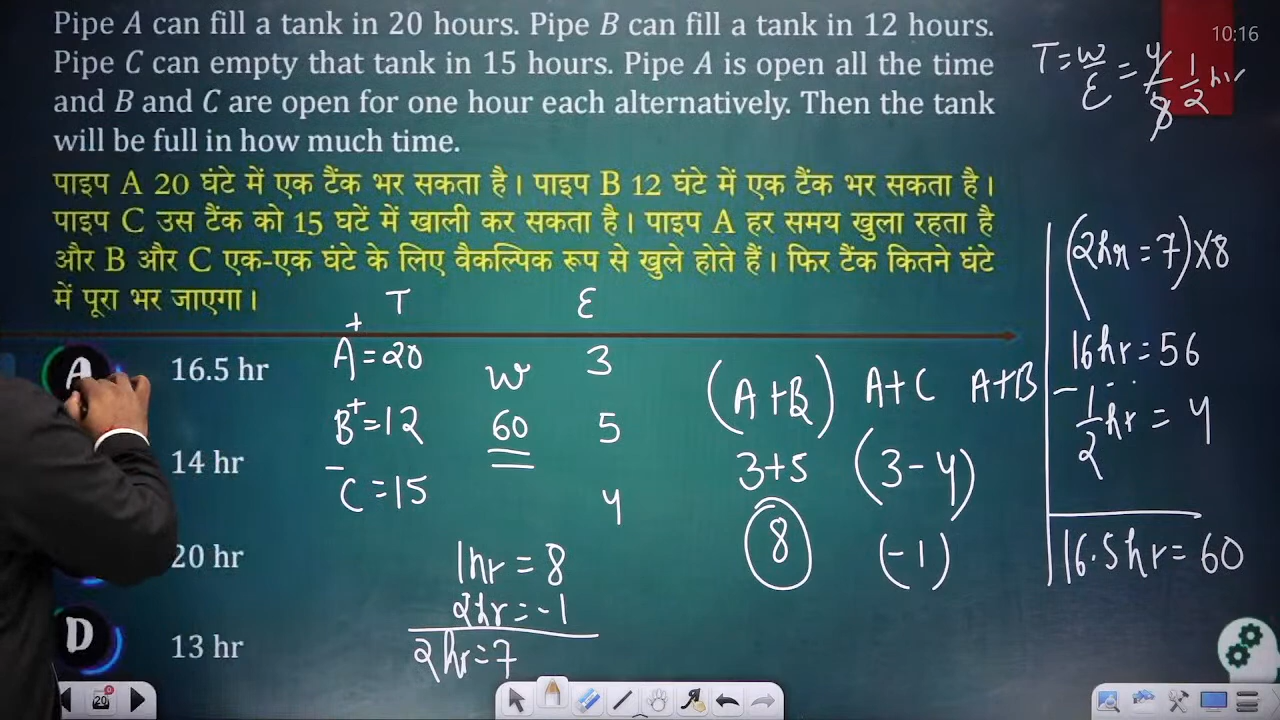 Pipe A can fill a tank in 20 hours. Pipe B can fill a tank in 12 hours.
Pipe C can empty that tank in 15 hours. Pipe A is open all the time
and B and C are open for one hour each alternatively. Then the tank
will be full in how much time.
पाइप A 20 घंटे में एक टैंक भर सकता है। पाइप B 12 घंटे में एक टैंक भर सकता है।
पाइप C उस टैंक को 15 घटें में खाली कर सकता है। पाइप A हर समय खुला रहता है
और B और C एक-एक घंटे के लिए वैकल्पिक रूप से खुले होते हैं। फिर टैंक कितने घंटे
में पूरा भर जाएगा।
10:16
T = w/ε = 4/8 1/2 hr
A 16.5 hr
14 hr
20 hr
D 13 hr
T
ε
+
A = 20
3
w
+
B = 12
60
5
-
C = 15
4
1hr = 8
2hr = -1
2hr = 7
(A+B) A+C A+B
3+5 (3-4)
8 (-1)
(2hr = 7)×8
16hr = 56
1/2 hr = 4
16.5hr = 60
20